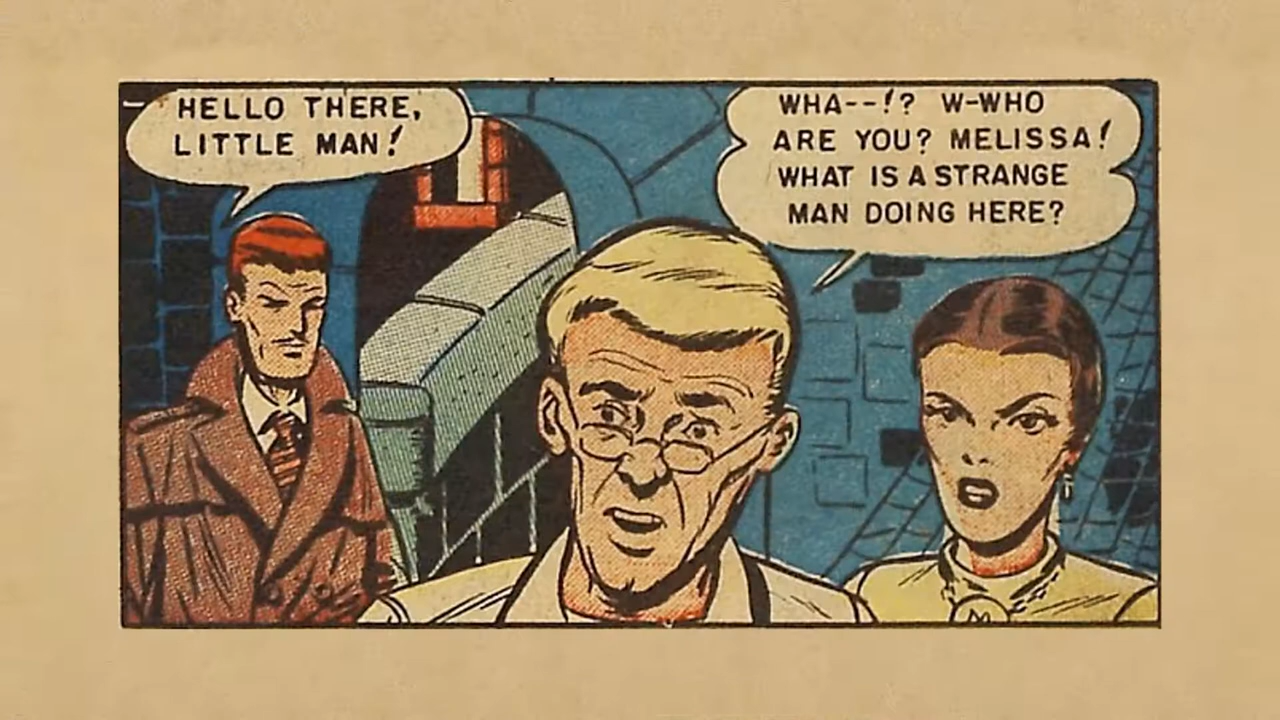 HELLO THERE,
LITTLE MAN!
WHA--!? W-WHO
ARE YOU? MELISSA!
WHAT IS A STRANGE
MAN DOING HERE?
M